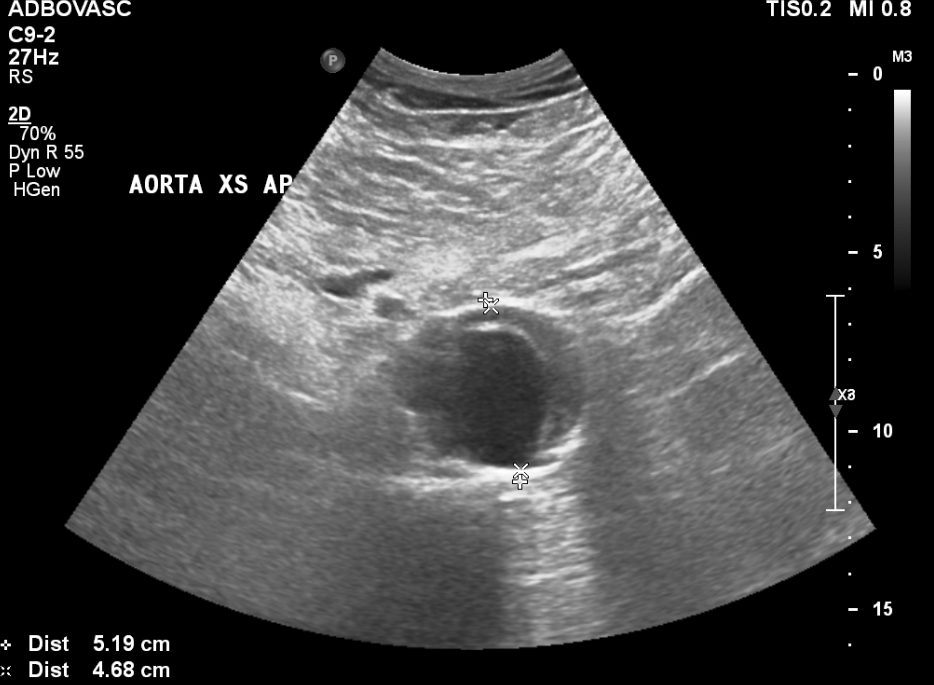 ADBOVASC
TIS0.2 MI 0.8
C9-2
27Hz
RS
P
M3
0
2D
70%
Dyn R 55
P Low
HGen
AORTA XS AP
5
X3
10
15
Dist 5.19 cm
Dist 4.68 cm